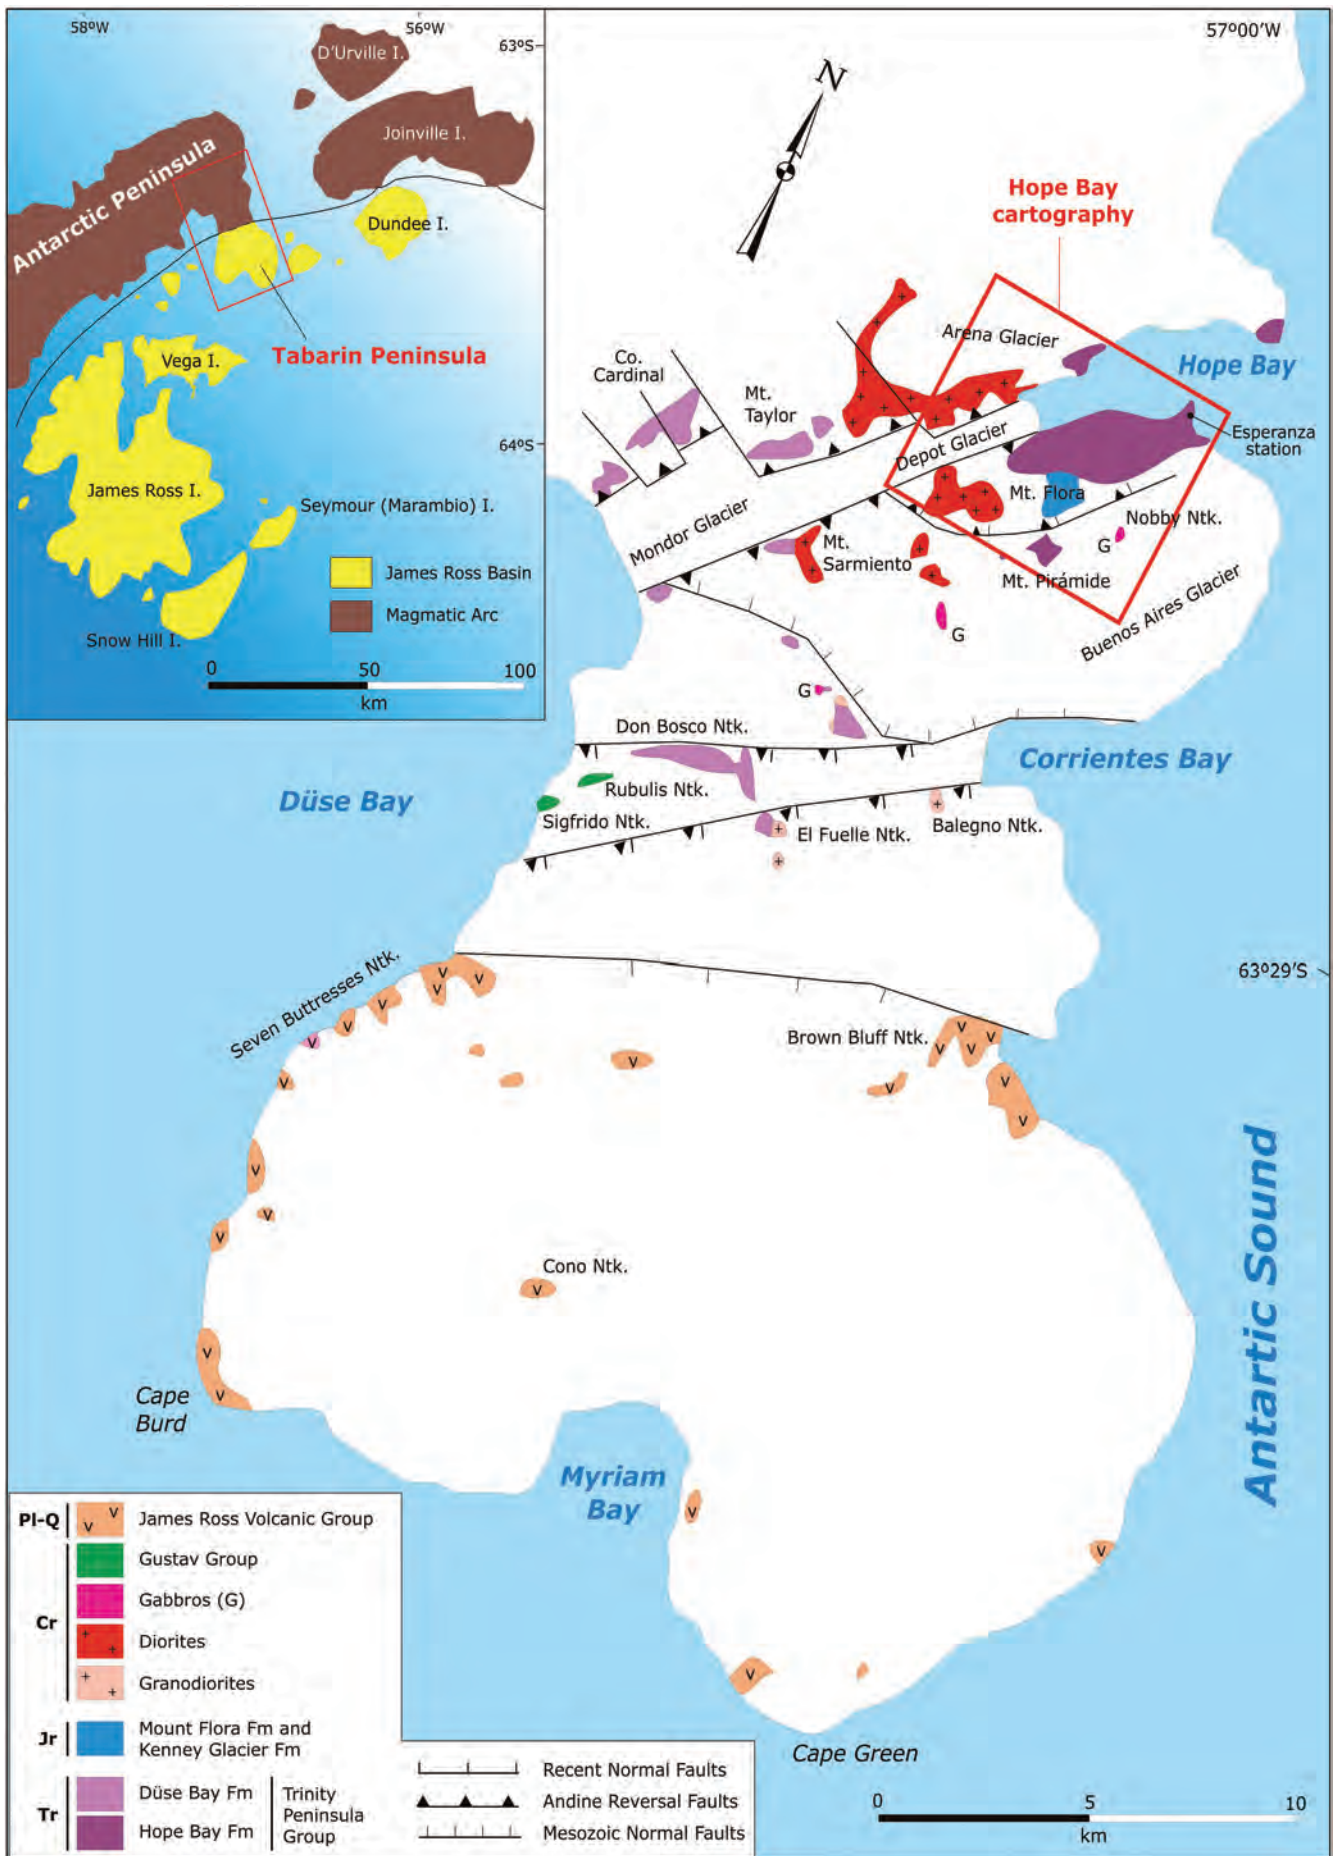 58ºW
56ºW
63ºS
D'Urville I.
Joinville I.
Antarctic Peninsula
Dundee I.
Tabarin Peninsula
Vega I.
64ºS
James Ross I.
Seymour (Marambio) I.
James Ross Basin
Magmatic Arc
Snow Hill I.
0 50 100
km
57º00'W
N
Hope Bay
cartography
Arena Glacier
Hope Bay
Co.
Cardinal
Mt.
Taylor
Esperanza
station
Depot Glacier
Mt. Flora
Nobby Ntk.
Mondor Glacier
Mt.
Sarmiento
G
Mt. Pirámide
Buenos Aires Glacier
G
G
Don Bosco Ntk.
Corrientes Bay
Düse Bay
Rubulis Ntk.
Sigfrido Ntk.
El Fuelle Ntk.
Balegno Ntk.
63º29'S
Seven Buttresses Ntk.
Brown Bluff Ntk.
Antartic Sound
Cono Ntk.
Cape
Burd
Myriam
Bay
Cape Green
Pl-Q
James Ross Volcanic Group
Cr
Gustav Group
Gabbros (G)
Diorites
Granodiorites
Jr
Mount Flora Fm and
Kenney Glacier Fm
Tr
Düse Bay Fm
Hope Bay Fm
Trinity
Peninsula
Group
Recent Normal Faults
Andine Reversal Faults
Mesozoic Normal Faults
0 5 10
km